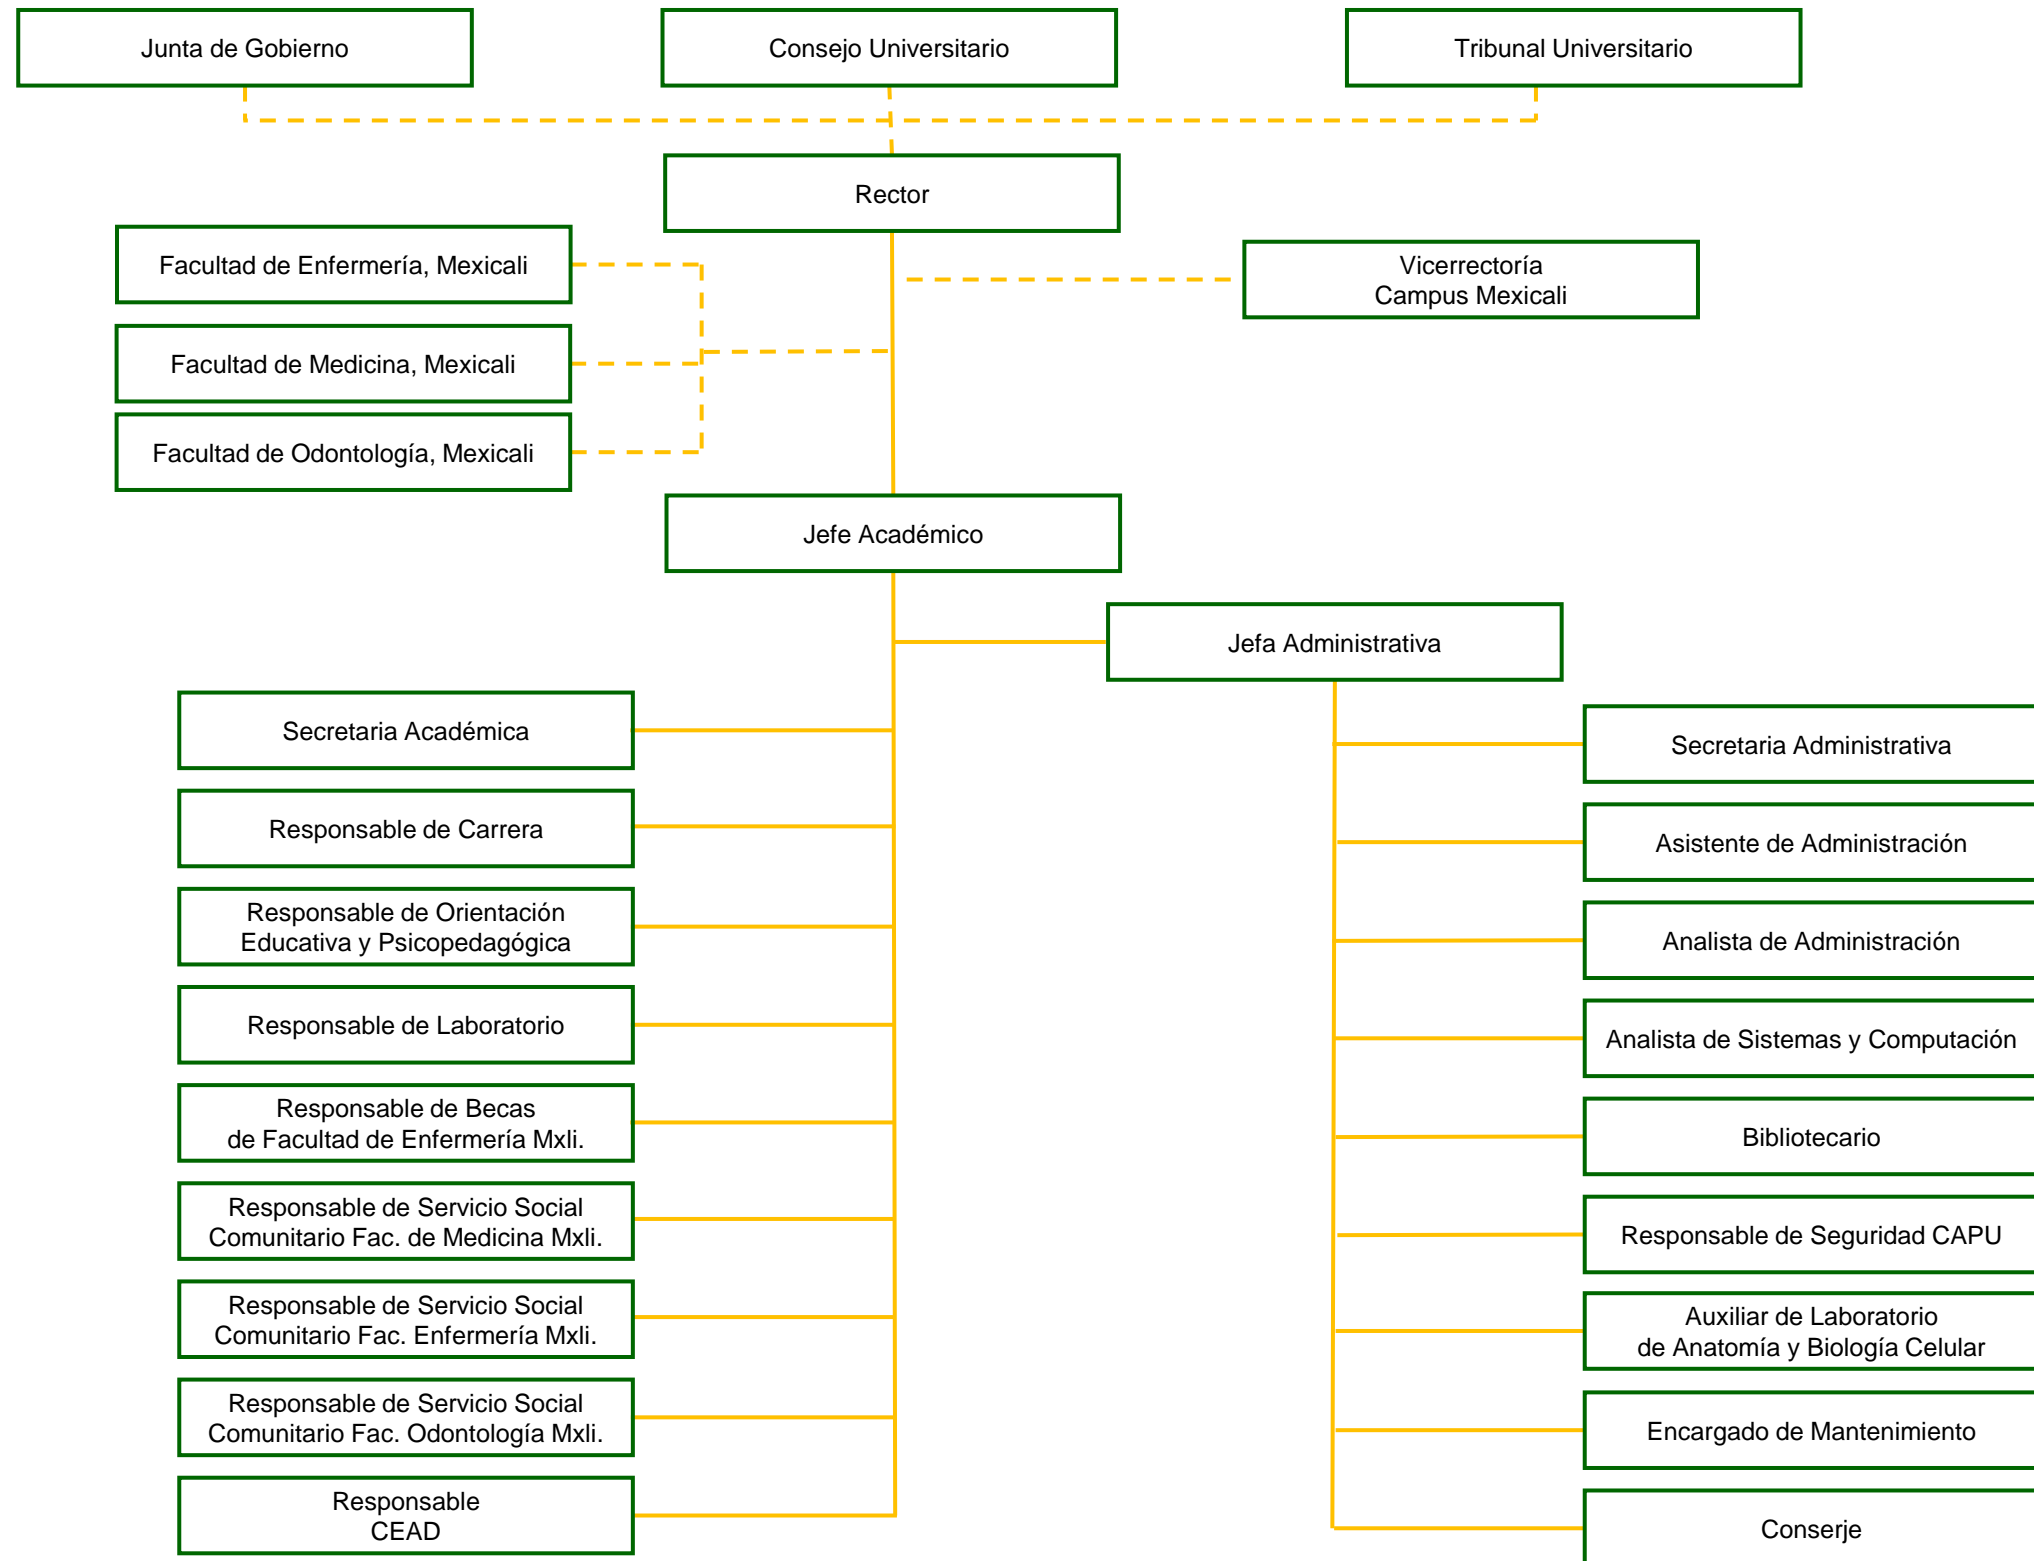 Junta de Gobierno
Consejo Universitario
Tribunal Universitario
Rector
Facultad de Enfermería, Mexicali
Vicerrectoría
Campus Mexicali
Facultad de Medicina, Mexicali
Facultad de Odontología, Mexicali
Jefe Académico
Jefa Administrativa
Secretaria Académica
Responsable de Carrera
Responsable de Orientación
Educativa y Psicopedagógica
Responsable de Laboratorio
Responsable de Becas
de Facultad de Enfermería Mxli.
Responsable de Servicio Social
Comunitario Fac. de Medicina Mxli.
Responsable de Servicio Social
Comunitario Fac. Enfermería Mxli.
Responsable de Servicio Social
Comunitario Fac. Odontología Mxli.
Responsable
CEAD
Secretaria Administrativa
Asistente de Administración
Analista de Administración
Analista de Sistemas y Computación
Bibliotecario
Responsable de Seguridad CAPU
Auxiliar de Laboratorio
de Anatomía y Biología Celular
Encargado de Mantenimiento
Conserje